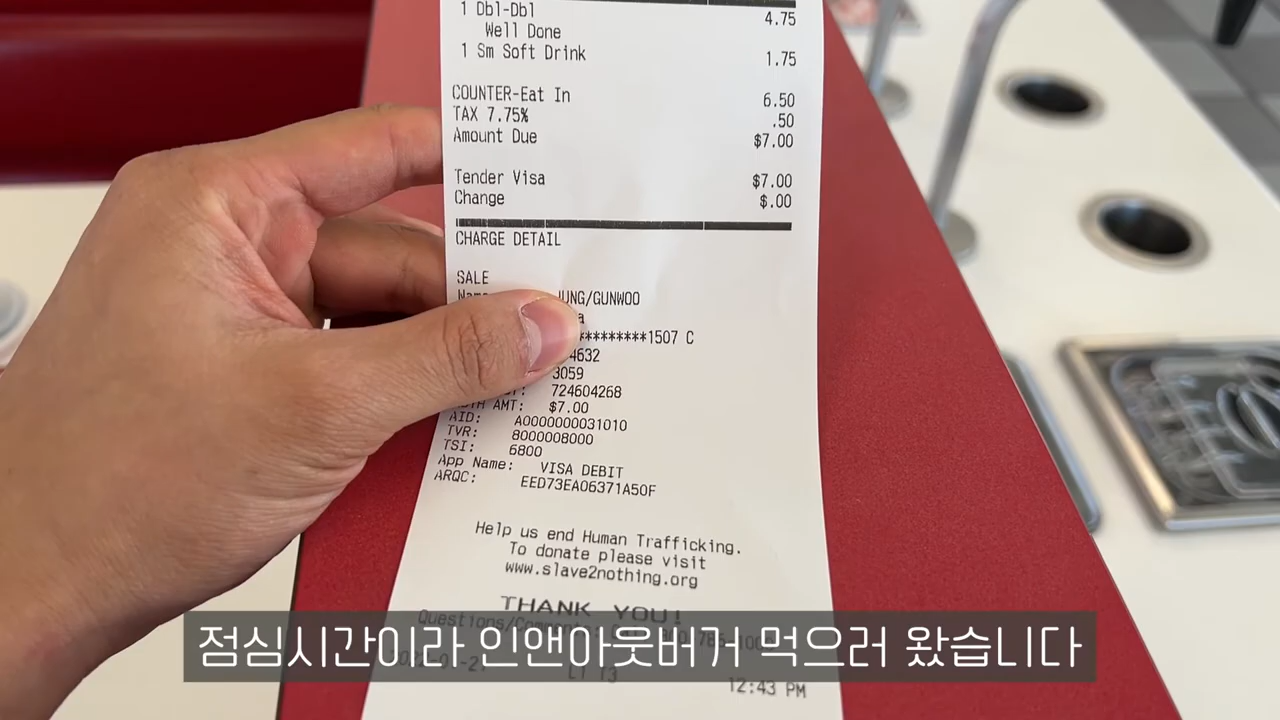 1 Dbl-Dbl 4.75
Well Done
1 Sm Soft Drink 1.75
COUNTER-Eat In 6.50
TAX 7.75% .50
Amount Due $7.00
Tender Visa $7.00
Change $.00
CHARGE DETAIL
SALE
JUNG/GUNWOO
*********1507 C
4632
3059
724604268
AMT: $7.00
AID: A0000000031010
TVR: 8000008000
TSI: 6800
App Name: VISA DEBIT
ARQC: EED73EA06371A50F
Help us end Human Trafficking.
To donate please visit
www.slave2nothing.org
THANK YOU!
Questions/Comments:
점심시간이라 인앤아웃버거 먹으러 왔습니다
12:43 PM